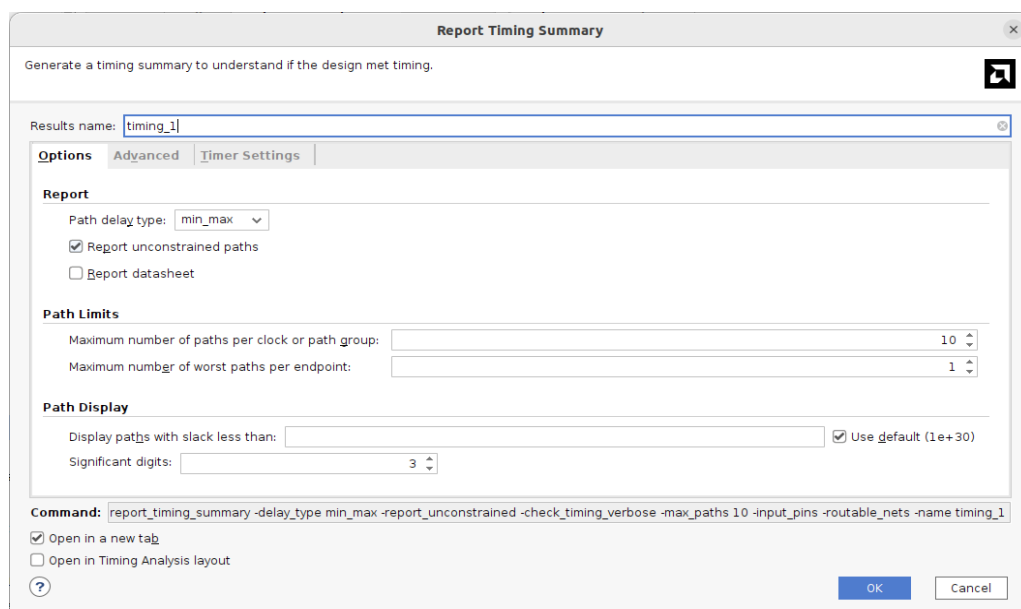 Report Timing Summary
Generate a timing summary to understand if the design met timing.
Results name: timing_1
Options Advanced Timer Settings
Report
Path delay type: min_max
Report unconstrained paths
Report datasheet
Path Limits
Maximum number of paths per clock or path group: 10
Maximum number of worst paths per endpoint: 1
Path Display
Display paths with slack less than: Use default (1e+30)
Significant digits: 3
Command: report_timing_summary -delay_type min_max -report_unconstrained -check_timing_verbose -max_paths 10 -input_pins -routable_nets -name timing_1
Open in a new tab
Open in Timing Analysis layout
? OK Cancel